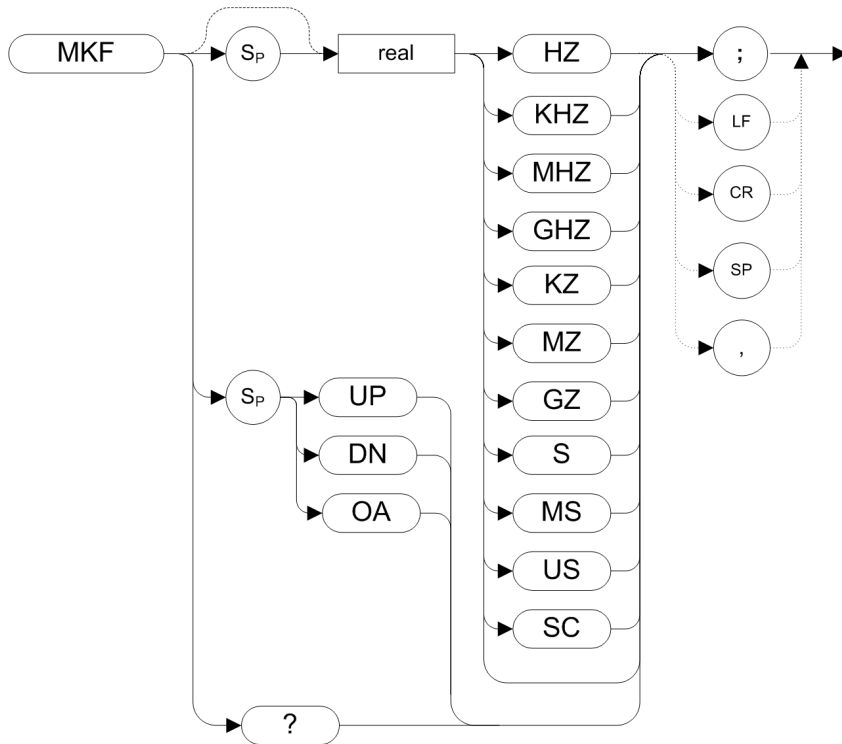 MKF
SP
real
HZ
;
KHZ
LF
MHZ
CR
GHZ
SP
KZ
MZ
,
SP
UP
GZ
DN
S
OA
MS
US
SC
?